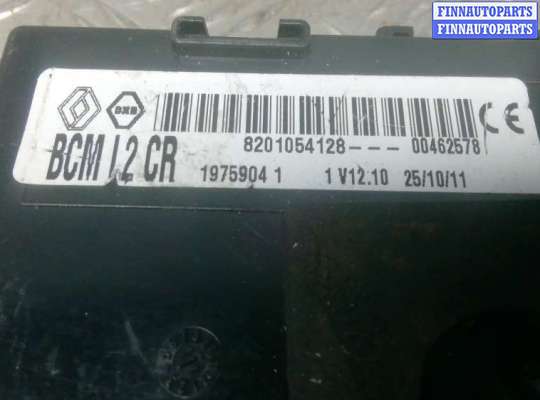 FINNAUTOPARTS
FINNAUTOPARTS
8201054128--- 00462578
BCM L2 CR
1975904 1 1 V12.10 25/10/11
CE